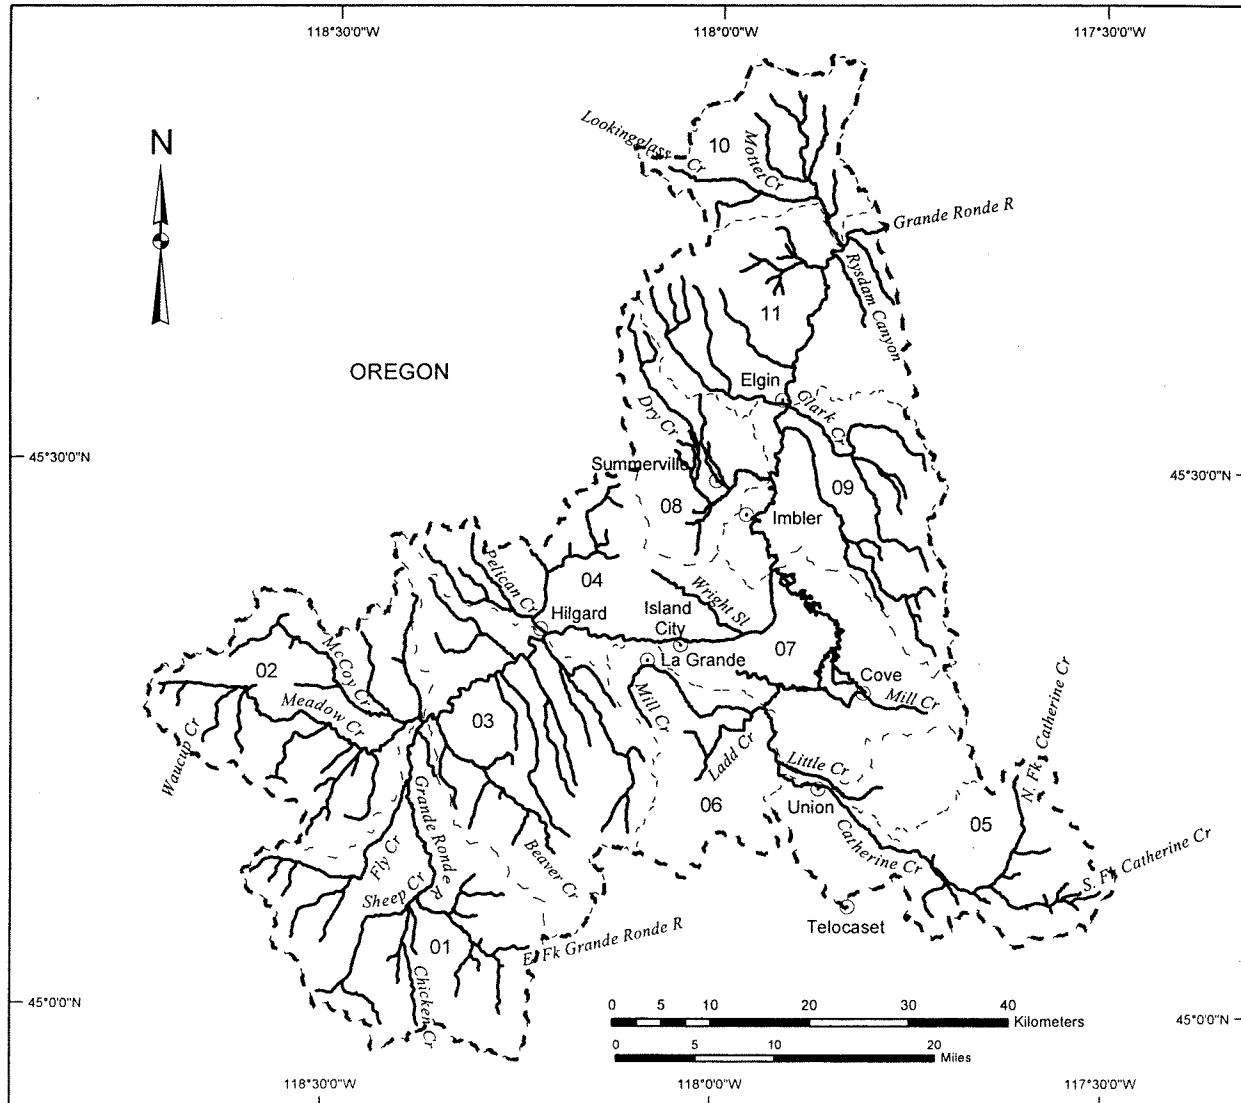 118°30'0"W
118°0'0"W
117°30'0"W
N
Lookingglass Cr
10
Mottet Cr
Grande Ronde R
Rysdam Canyon
11
OREGON
Elgin
Glark Cr
Dry Cr
45°30'0"N
45°30'0"N
Summerville
09
08
Imbler
Pelican Cr
04
Wright Sl
Hilgard
Island
City
07
La Grande
Cove
Mill Cr
02
McCoy Cr
Meadow Cr
03
Mill Cr
Waucup Cr
Ladd Cr
Little Cr
N. Fk Catherine Cr
Union
06
05
Grande Ronde R
Catherine Cr
Fly Cr
Beaver Cr
S. Fk Catherine Cr
Sheep Cr
Telocaset
01
E. Fk Grande Ronde R
Chicken Cr
45°0'0"N
45°0'0"N
0 5 10 20 30 40
Kilometers
0 5 10 20
Miles
118°30'0"W
118°0'0"W
117°30'0"W